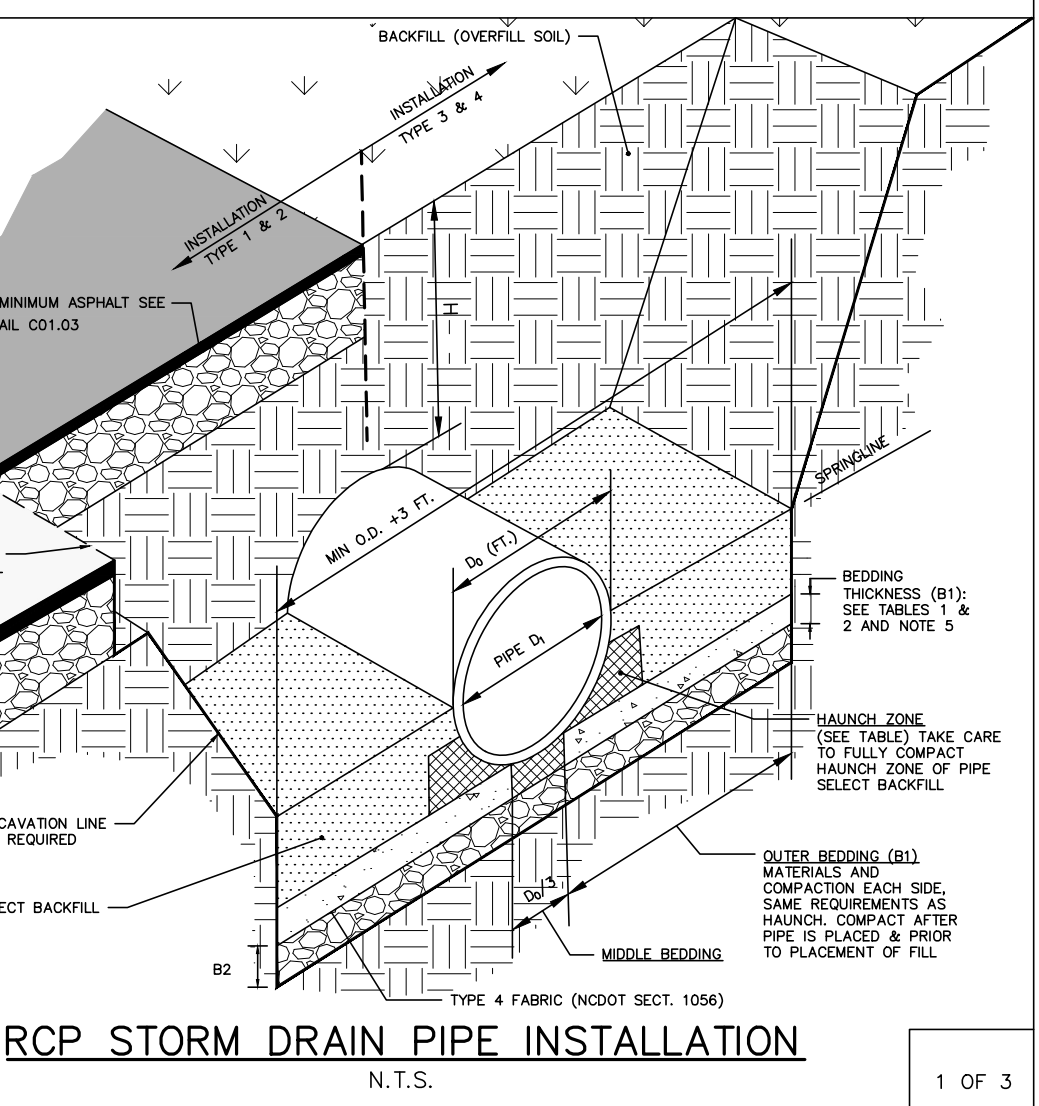 BACKFILL (OVERFILL SOIL)
INSTALLATION
TYPE 3 & 4
INSTALLATION
TYPE 1 & 2
MINIMUM ASPHALT SEE
AIL C01.03
H
SPRINGLINE
MIN O.D. +3 FT.
D₀ (FT.)
PIPE D₁
BEDDING
THICKNESS (B1):
SEE TABLES 1 &
2 AND NOTE 5
HAUNCH ZONE
(SEE TABLE) TAKE CARE
TO FULLY COMPACT
HAUNCH ZONE OF PIPE
SELECT BACKFILL
CAVATION LINE
REQUIRED
OUTER BEDDING (B1)
MATERIALS AND
COMPACTION EACH SIDE,
SAME REQUIREMENTS AS
HAUNCH. COMPACT AFTER
PIPE IS PLACED & PRIOR
TO PLACEMENT OF FILL
ECT BACKFILL
D₀/3
MIDDLE BEDDING
B2
TYPE 4 FABRIC (NCDOT SECT. 1056)
RCP STORM DRAIN PIPE INSTALLATION
N.T.S.
1 OF 3